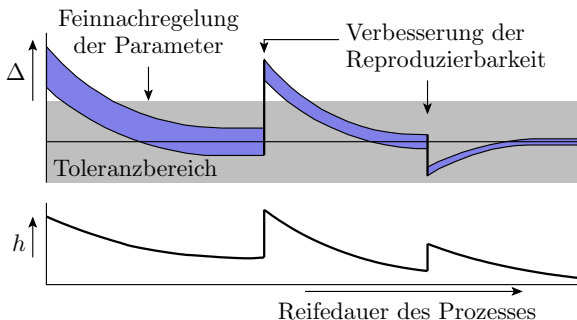 Feinnachregelung
der Parameter
Verbesserung der
Reproduzierbarkeit
Δ
Toleranzbereich
h
Reifedauer des Prozesses